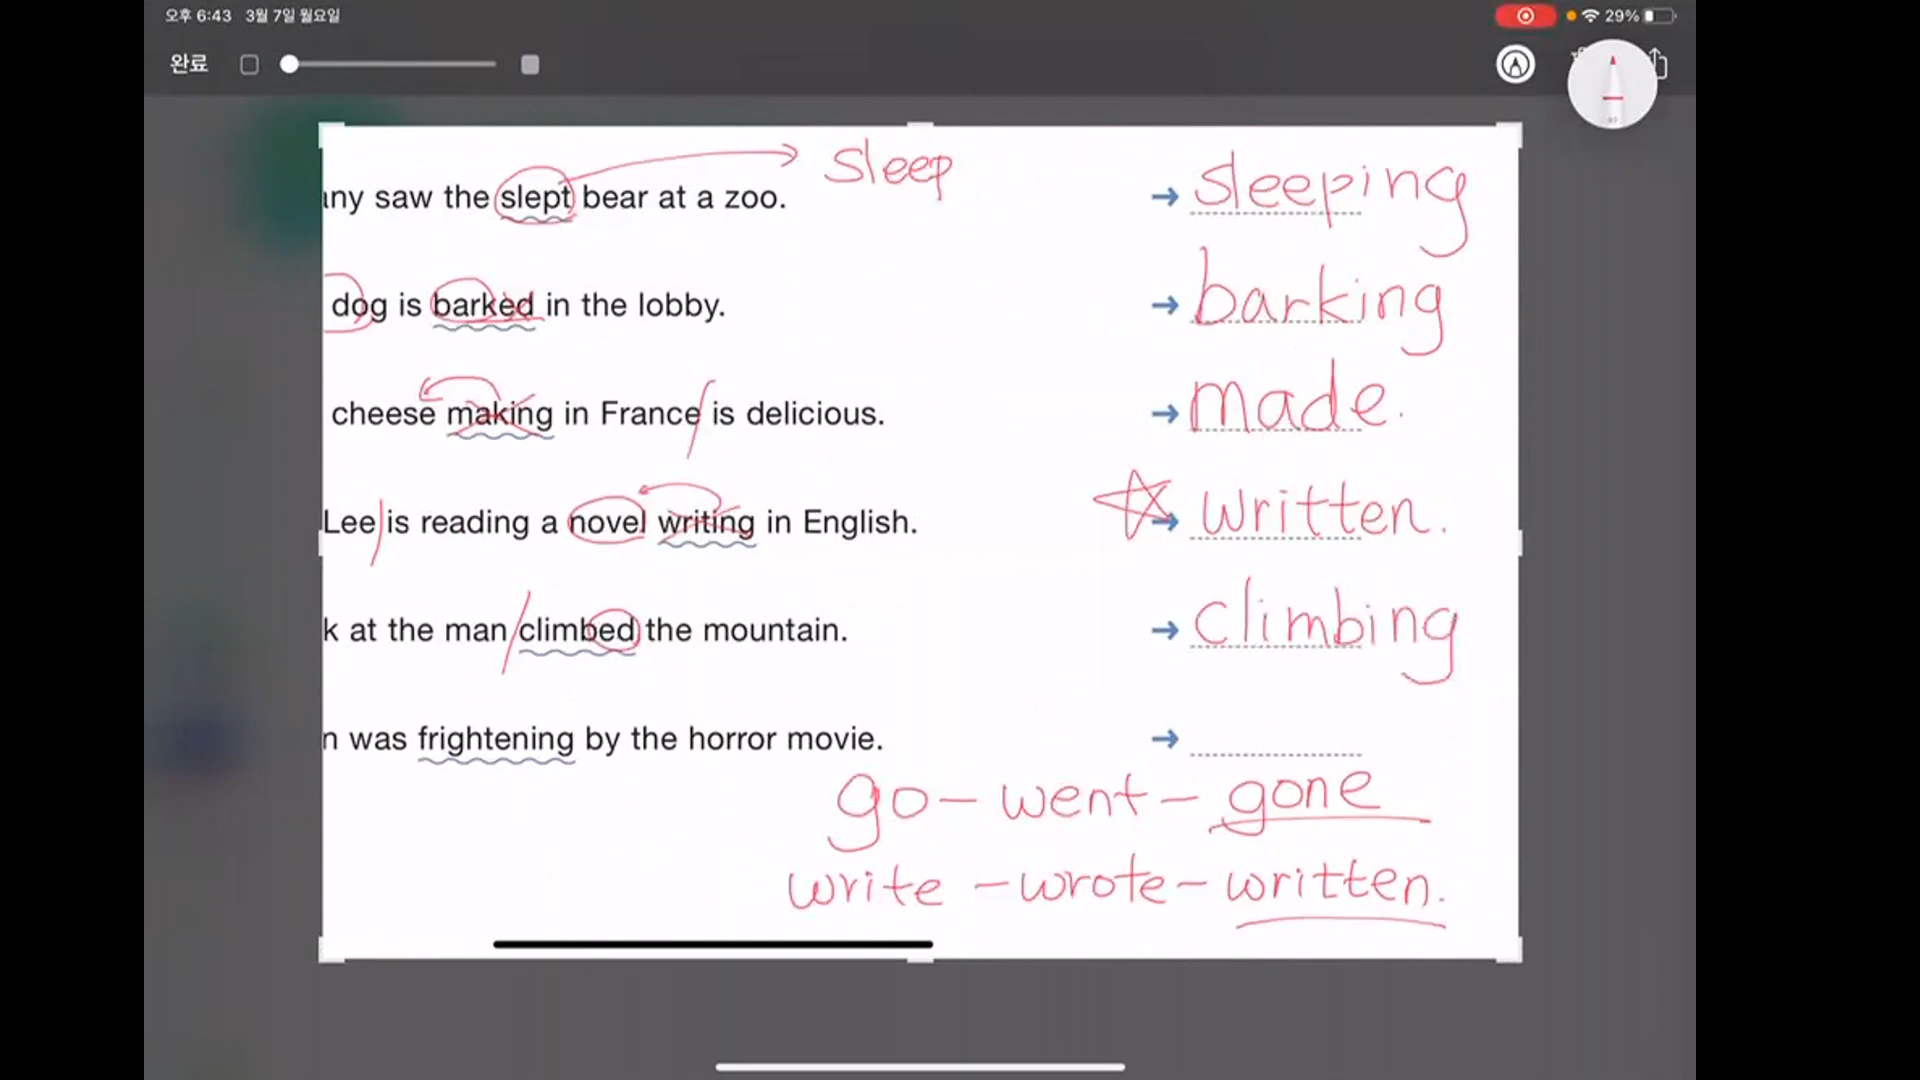 오후 6:43 3월 7일 월요일 29%
완료
sleep
any saw the slept bear at a zoo. → sleeping
dog is barked in the lobby. → barking
cheese making in France is delicious. → made.
Lee is reading a novel writing in English. → written.
k at the man climbed the mountain. → climbing
n was frightening by the horror movie. →
go - went - gone
write - wrote - written.